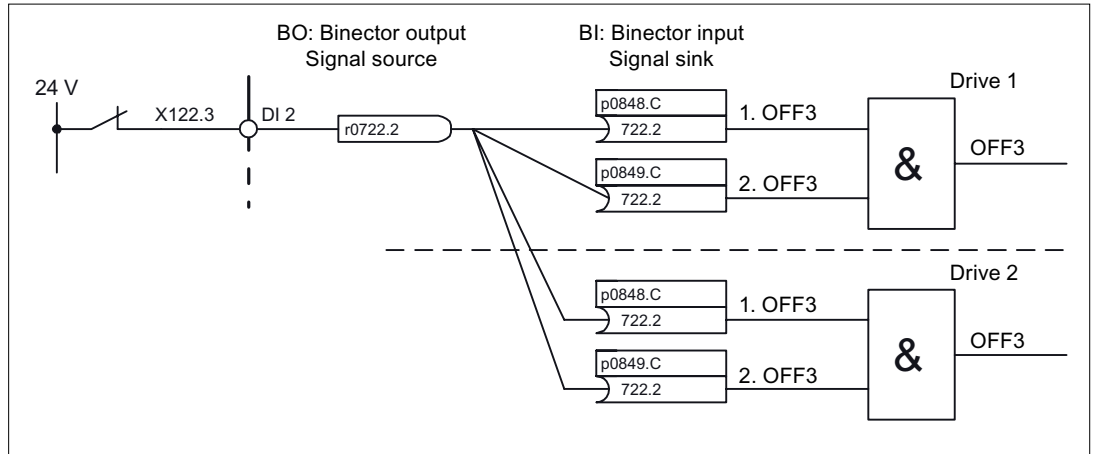 BO: Binector output
Signal source
BI: Binector input
Signal sink
24 V
X122.3
DI 2
r0722.2
Drive 1
p0848.C
722.2
1. OFF3
p0849.C
722.2
2. OFF3
&
OFF3
Drive 2
p0848.C
722.2
1. OFF3
p0849.C
722.2
2. OFF3
&
OFF3